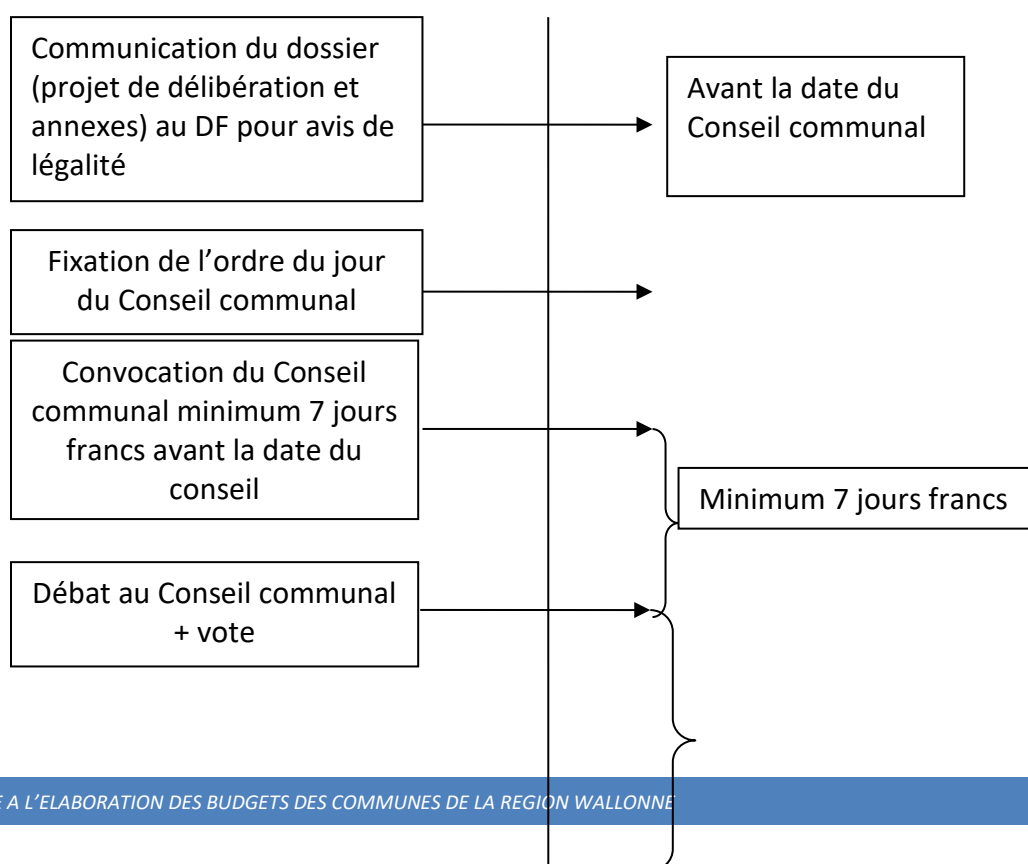 Communication du dossier
(projet de délibération et
annexes) au DF pour avis de
légalité
Avant la date du
Conseil communal
Fixation de l’ordre du jour
du Conseil communal
Convocation du Conseil
communal minimum 7 jours
francs avant la date du
conseil
Minimum 7 jours francs
Débat au Conseil communal
+ vote
E A L’ELABORATION DES BUDGETS DES COMMUNES DE LA REGION WALLONNE